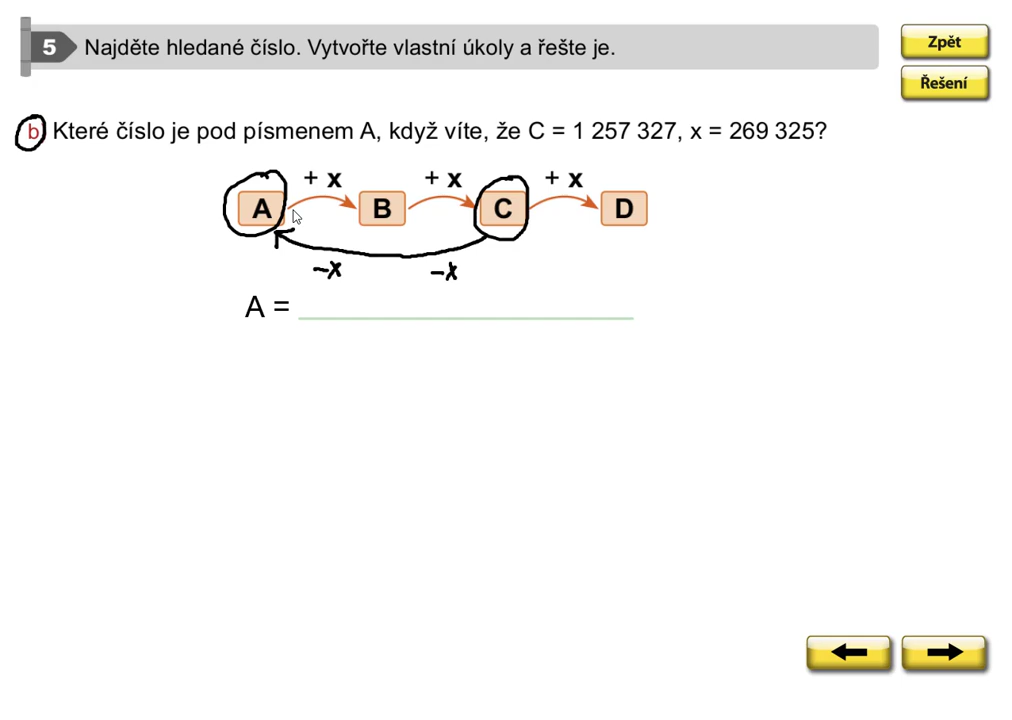 5 Najděte hledané číslo. Vytvořte vlastní úkoly a řešte je.
Zpět
Řešení
b Které číslo je pod písmenem A, když víte, že C = 1 257 327, x = 269 325?
+ x + x + x
A B C D
-x -x
A =